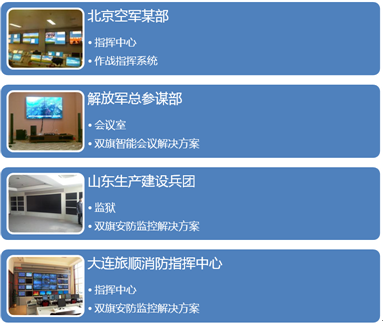 北京空军某部
• 指挥中心
• 作战指挥系统
解放军总参谋部
• 会议室
• 双旗智能会议解决方案
山东生产建设兵团
• 监狱
• 双旗安防监控解决方案
大连旅顺消防指挥中心
• 指挥中心
• 双旗安防监控解决方案